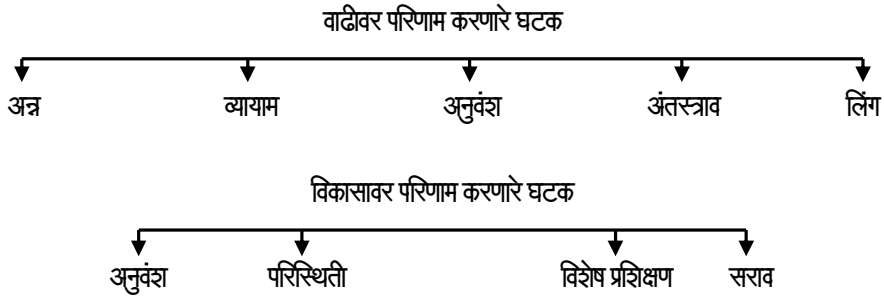 वाढीवर परिणाम करणारे घटक
अन्न व्यायाम अनुवंश अंतस्त्राव लिंग
विकासावर परिणाम करणारे घटक
अनुवंश परिस्थिती विशेष प्रशिक्षण सराव